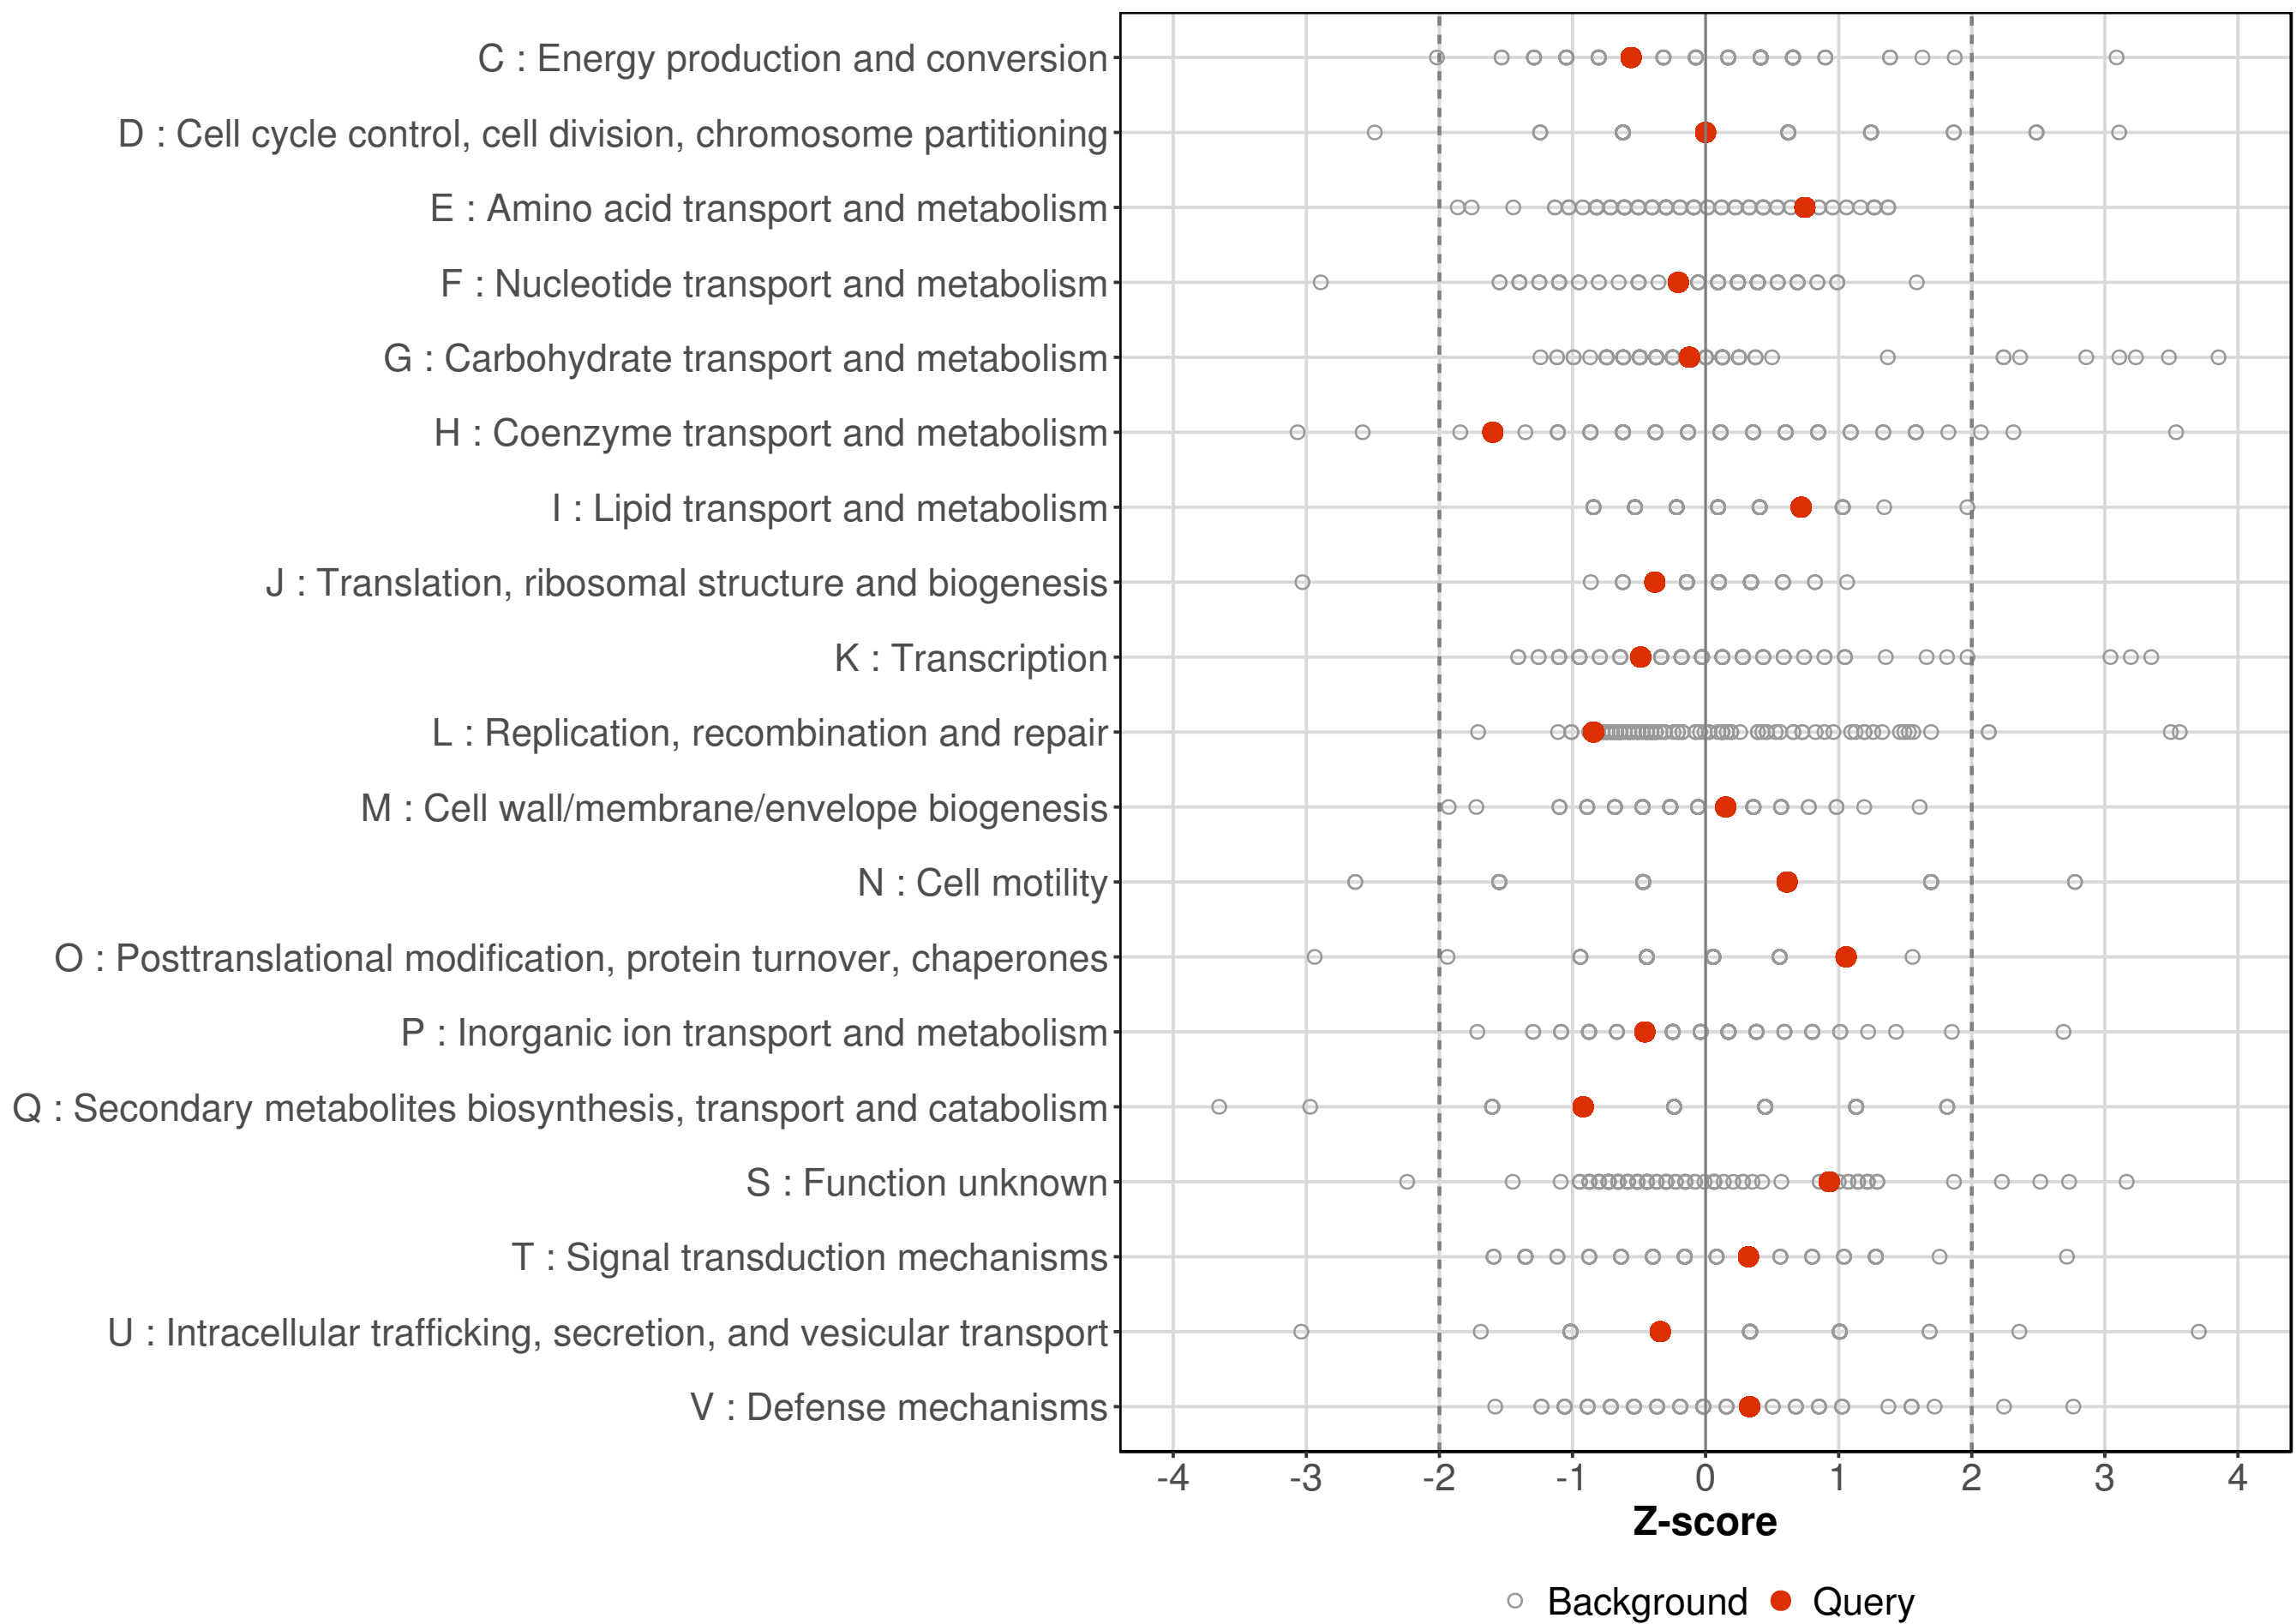 C : Energy production and conversion
D : Cell cycle control, cell division, chromosome partitioning
E : Amino acid transport and metabolism
F : Nucleotide transport and metabolism
G : Carbohydrate transport and metabolism
H : Coenzyme transport and metabolism
I : Lipid transport and metabolism
J : Translation, ribosomal structure and biogenesis
K : Transcription
L : Replication, recombination and repair
M : Cell wall/membrane/envelope biogenesis
N : Cell motility
O : Posttranslational modification, protein turnover, chaperones
P : Inorganic ion transport and metabolism
Q : Secondary metabolites biosynthesis, transport and catabolism
S : Function unknown
T : Signal transduction mechanisms
U : Intracellular trafficking, secretion, and vesicular transport
V : Defense mechanisms
-4 -3 -2 -1 0 1 2 3 4
Z-score
Background Query